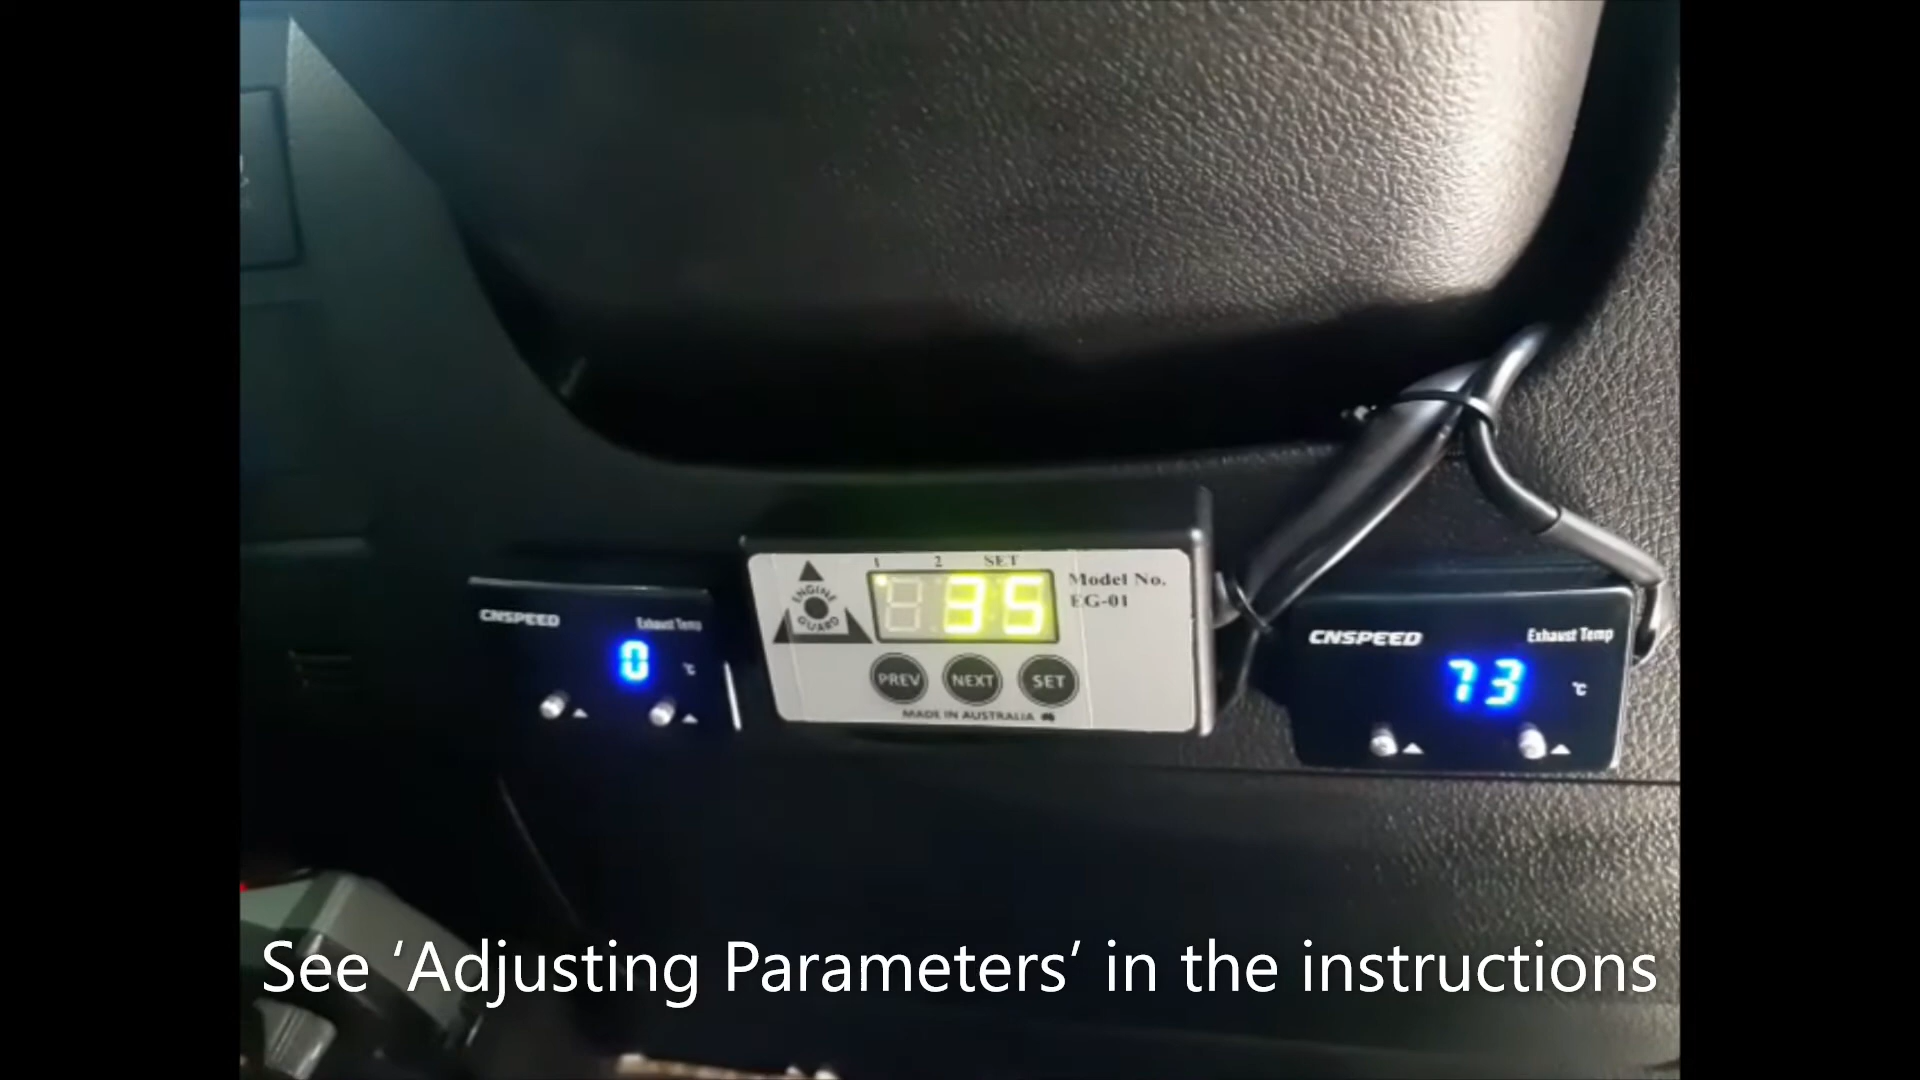 CNSPEED
Exhaust Temp
0
°C
1 2 SET
ENGINE
GUARD
35
Model No.
EG-01
PREV NEXT SET
MADE IN AUSTRALIA
CNSPEED
Exhaust Temp
73
°C
See ‘Adjusting Parameters’ in the instructions